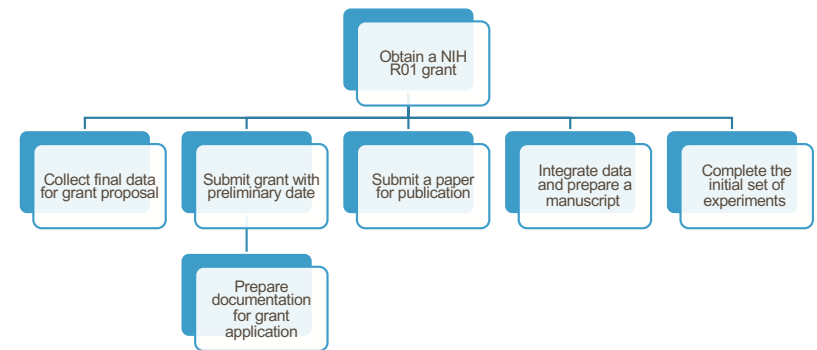 Obtain a NIH
R01 grant
Collect final data
for grant proposal
Submit grant with
preliminary date
Submit a paper
for publication
Integrate data
and prepare a
manuscript
Complete the
initial set of
experiments
Prepare
documentation
for grant
application